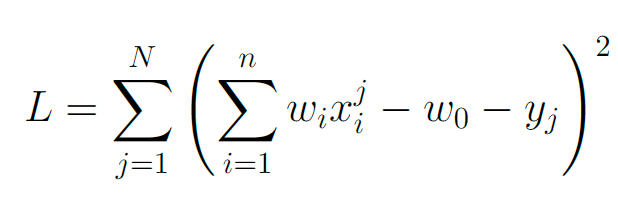 L = \sum_{j=1}^{N} \left( \sum_{i=1}^{n} w_i x_i^j - w_0 - y_j \right)^2